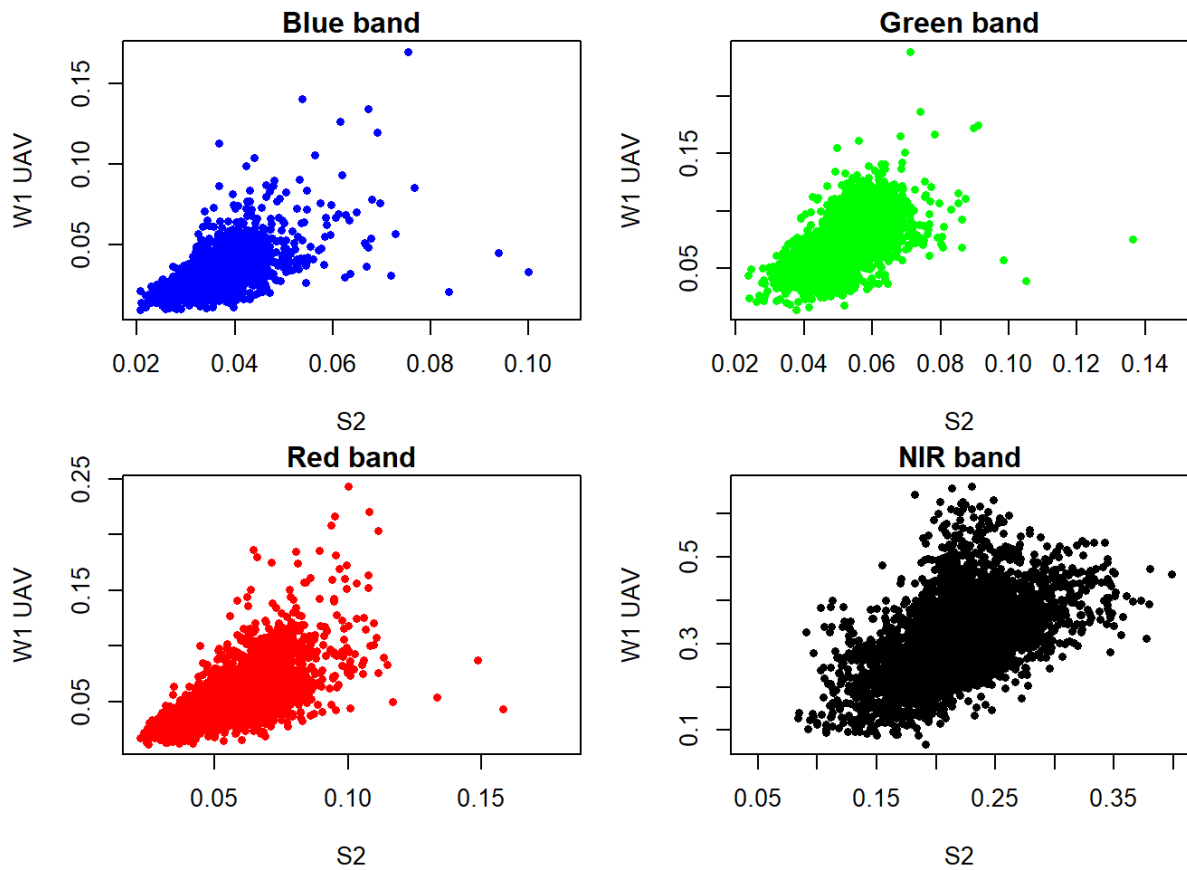 Blue band
W1 UAV
0.05 0.10 0.15
0.02 0.04 0.06 0.08 0.10
S2
Green band
W1 UAV
0.05 0.15
0.02 0.04 0.06 0.08 0.10 0.12 0.14
S2
Red band
W1 UAV
0.05 0.15 0.25
0.05 0.10 0.15
S2
NIR band
W1 UAV
0.1 0.3 0.5
0.05 0.15 0.25 0.35
S2